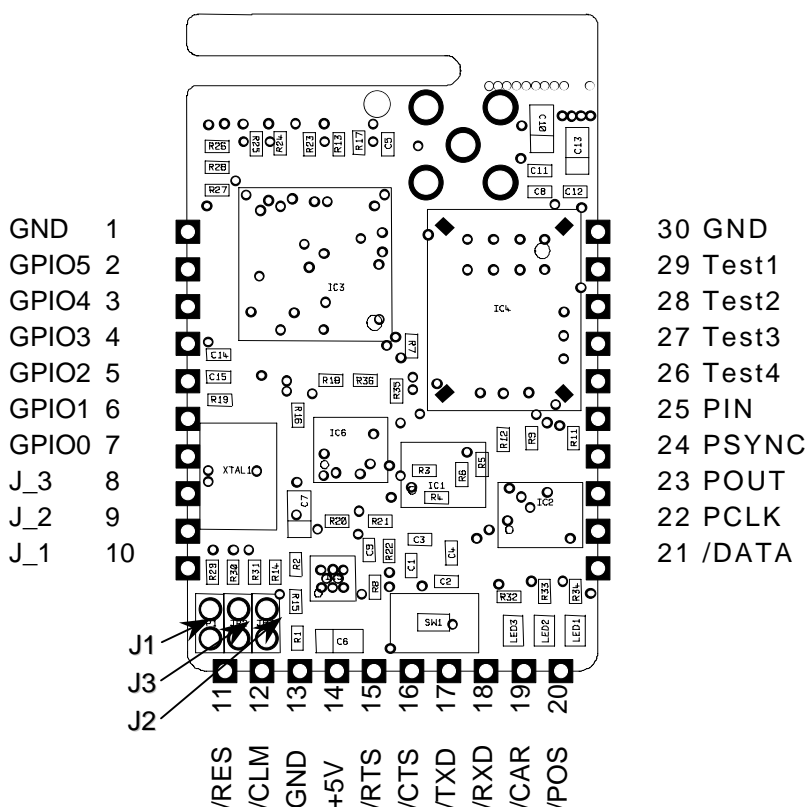 R26
R25
R24
R23
R13
R17
C5
C10
C13
R28
R27
C11
C8
C12
GND 1
GPIO5 2
GPIO4 3
GPIO3 4
GPIO2 5
GPIO1 6
GPIO0 7
J_3 8
J_2 9
J_1 10
30 GND
29 Test1
28 Test2
27 Test3
26 Test4
25 PIN
24 PSYNC
23 POUT
22 PCLK
21 /DATA
IC3
IC4
R7
C14
C15
R19
R18
R36
R35
R16
IC6
R12
R9
R11
XTAL1
R3
R6
R5
IC1
R4
C7
IC2
R20
R21
C3
C9
R22
C1
C4
C2
R29
R30
R31
R14
R2
R8
R15
R1
C6
SW1
R32
R33
R34
LED3
LED2
LED1
J1
J3
J2
11
12
13
14
15
16
17
18
19
20
/RES
/CLM
GND
+5V
/RTS
/CTS
/TXD
/RXD
/CAR
/POS